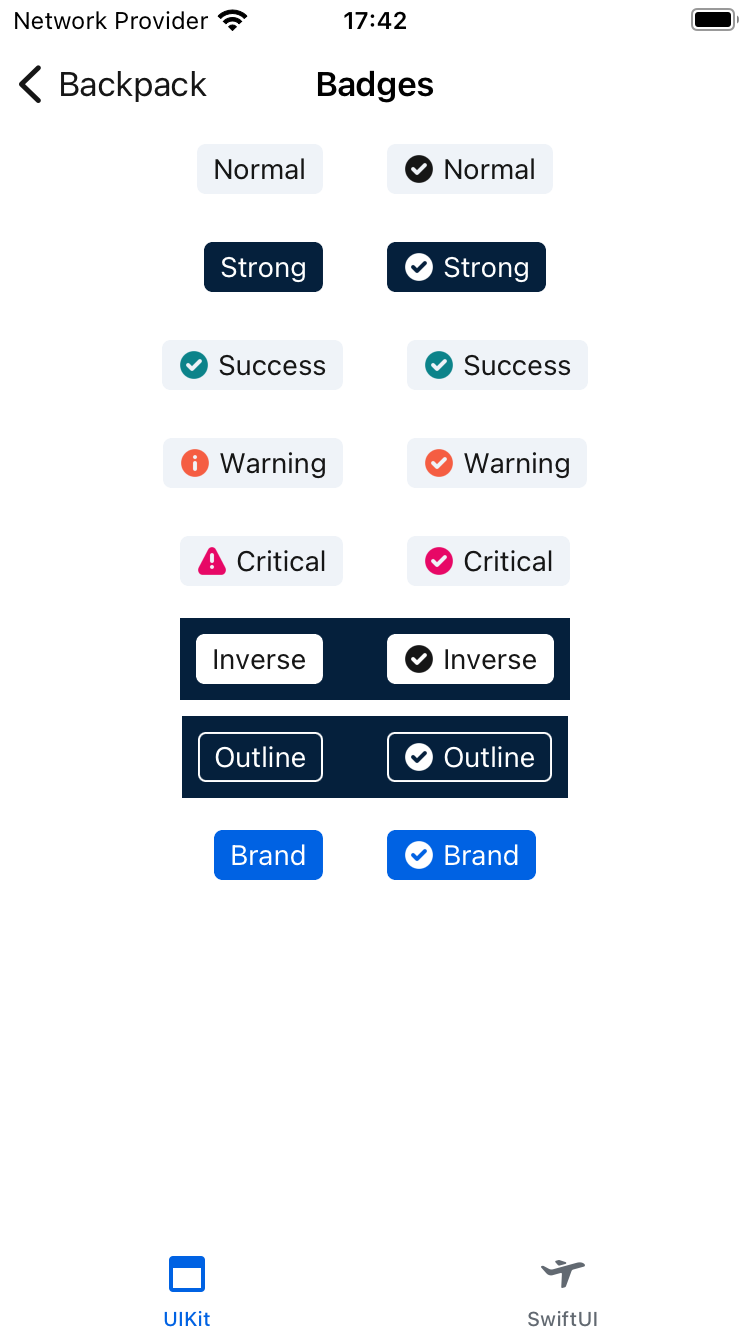 Network Provider 17:42
Backpack Badges
Normal Normal
Strong Strong
Success Success
Warning Warning
Critical Critical
Inverse Inverse
Outline Outline
Brand Brand
UIKit SwiftUI